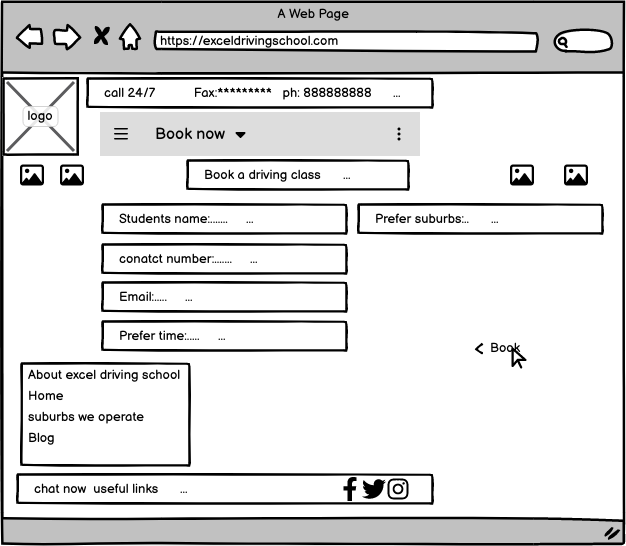 A Web Page
https://exceldrivingschool.com
logo
call 24/7 Fax:********* ph: 888888888 ...
Book now
Book a driving class ...
Students name:....... ...
Prefer suburbs:.. ...
conatct number:....... ...
Email:..... ...
Prefer time:..... ...
< Book
About excel driving school
Home
suburbs we operate
Blog
chat now useful links ...